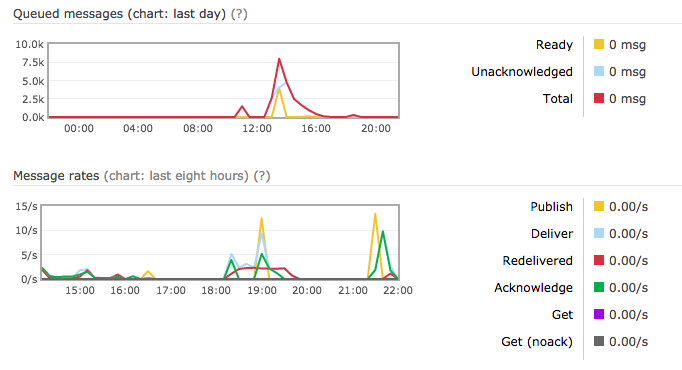 Queued messages (chart: last day) (?)
10.0k
7.5k
5.0k
2.5k
0.0k
00:00 04:00 08:00 12:00 16:00 20:00
Ready 0 msg
Unacknowledged 0 msg
Total 0 msg
Message rates (chart: last eight hours) (?)
15/s
10/s
5/s
0/s
15:00 16:00 17:00 18:00 19:00 20:00 21:00 22:00
Publish 0.00/s
Deliver 0.00/s
Redelivered 0.00/s
Acknowledge 0.00/s
Get 0.00/s
Get (noack) 0.00/s